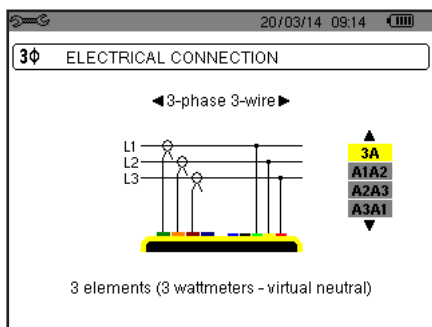 20/03/14 09:14
3Φ ELECTRICAL CONNECTION
◄3-phase 3-wire►
L1
L2
L3
3A
A1A2
A2A3
A3A1
3 elements (3 wattmeters - virtual neutral)